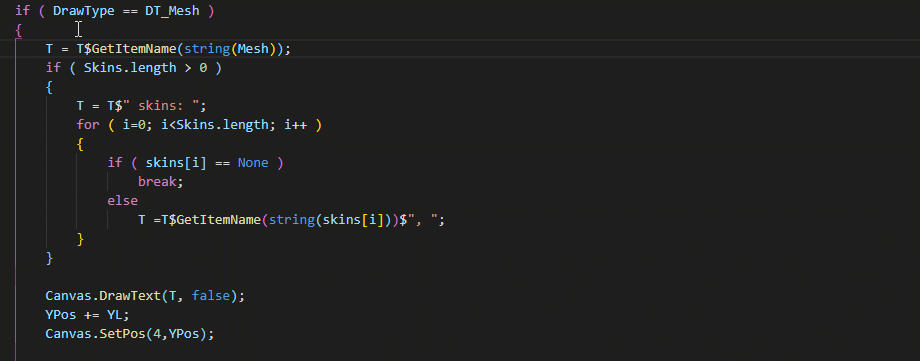 if ( DrawType == DT_Mesh )
{
    T = T$GetItemName(string(Mesh));
    if ( Skins.length > 0 )
    {
        T = T$" skins: ";
        for ( i=0; i<Skins.length; i++ )
        {
            if ( skins[i] == None )
                break;
            else
                T =T$GetItemName(string(skins[i]))$", ";
        }
    }

    Canvas.DrawText(T, false);
    YPos += YL;
    Canvas.SetPos(4,YPos);